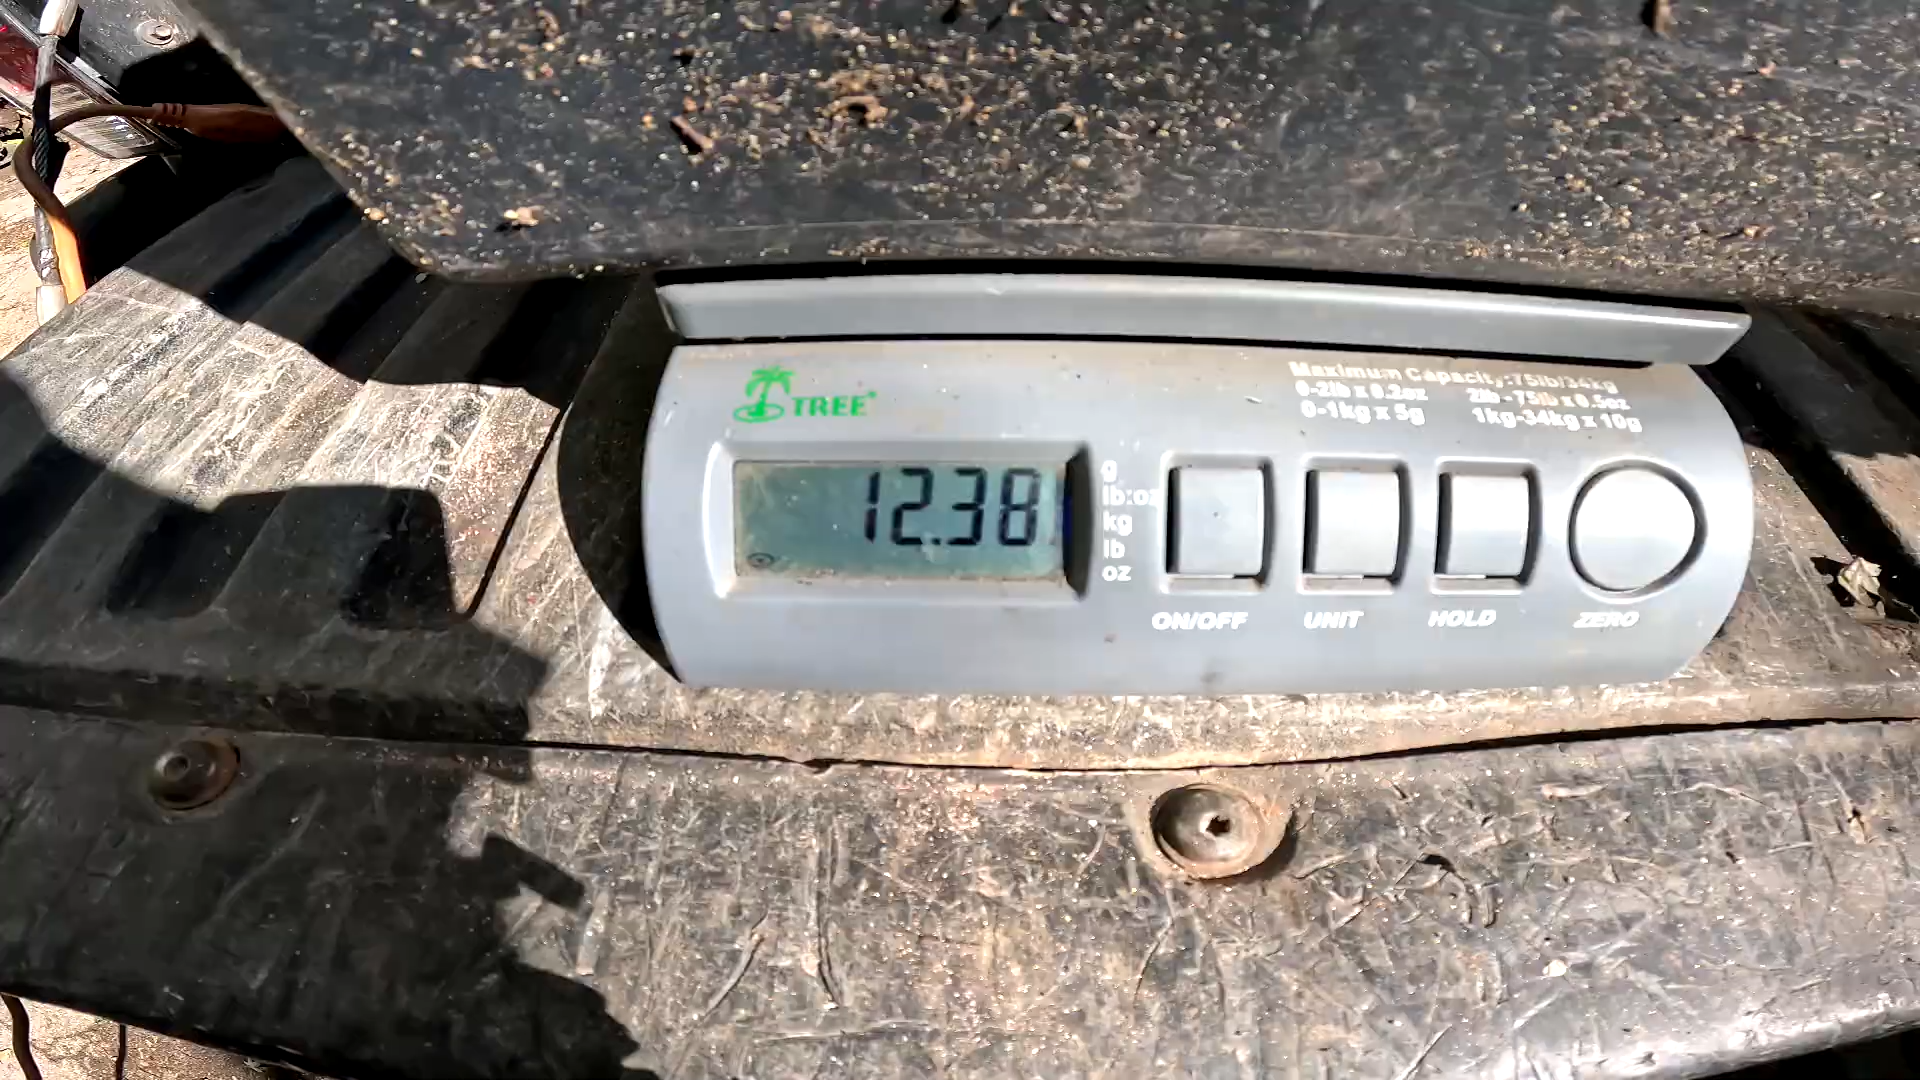 TREE
Maximum Capacity:75lb/34kg
0-2lb x 0.2oz 2lb-75lb x 0.5oz
0-1kg x 5g 1kg-34kg x 10g
12.38
g
lb:oz
kg
lb
oz
ON/OFF UNIT HOLD ZERO